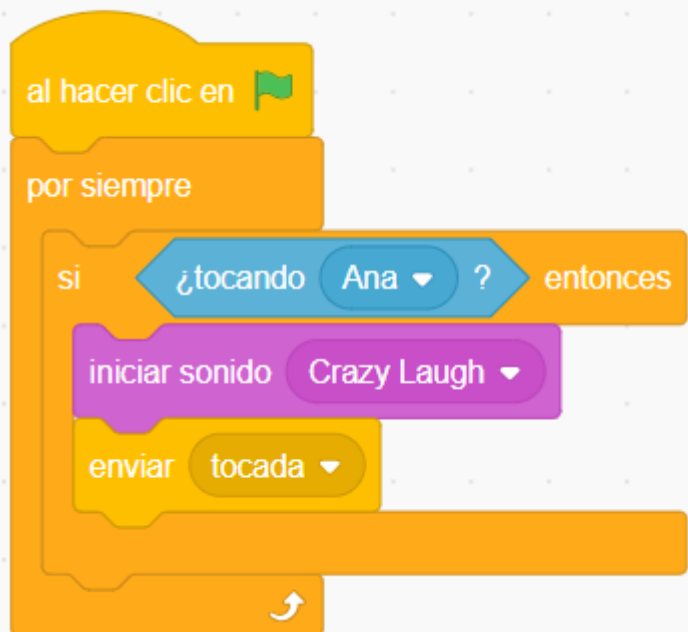 al hacer clic en
por siempre
si ¿tocando Ana ? entonces
iniciar sonido Crazy Laugh
enviar tocada